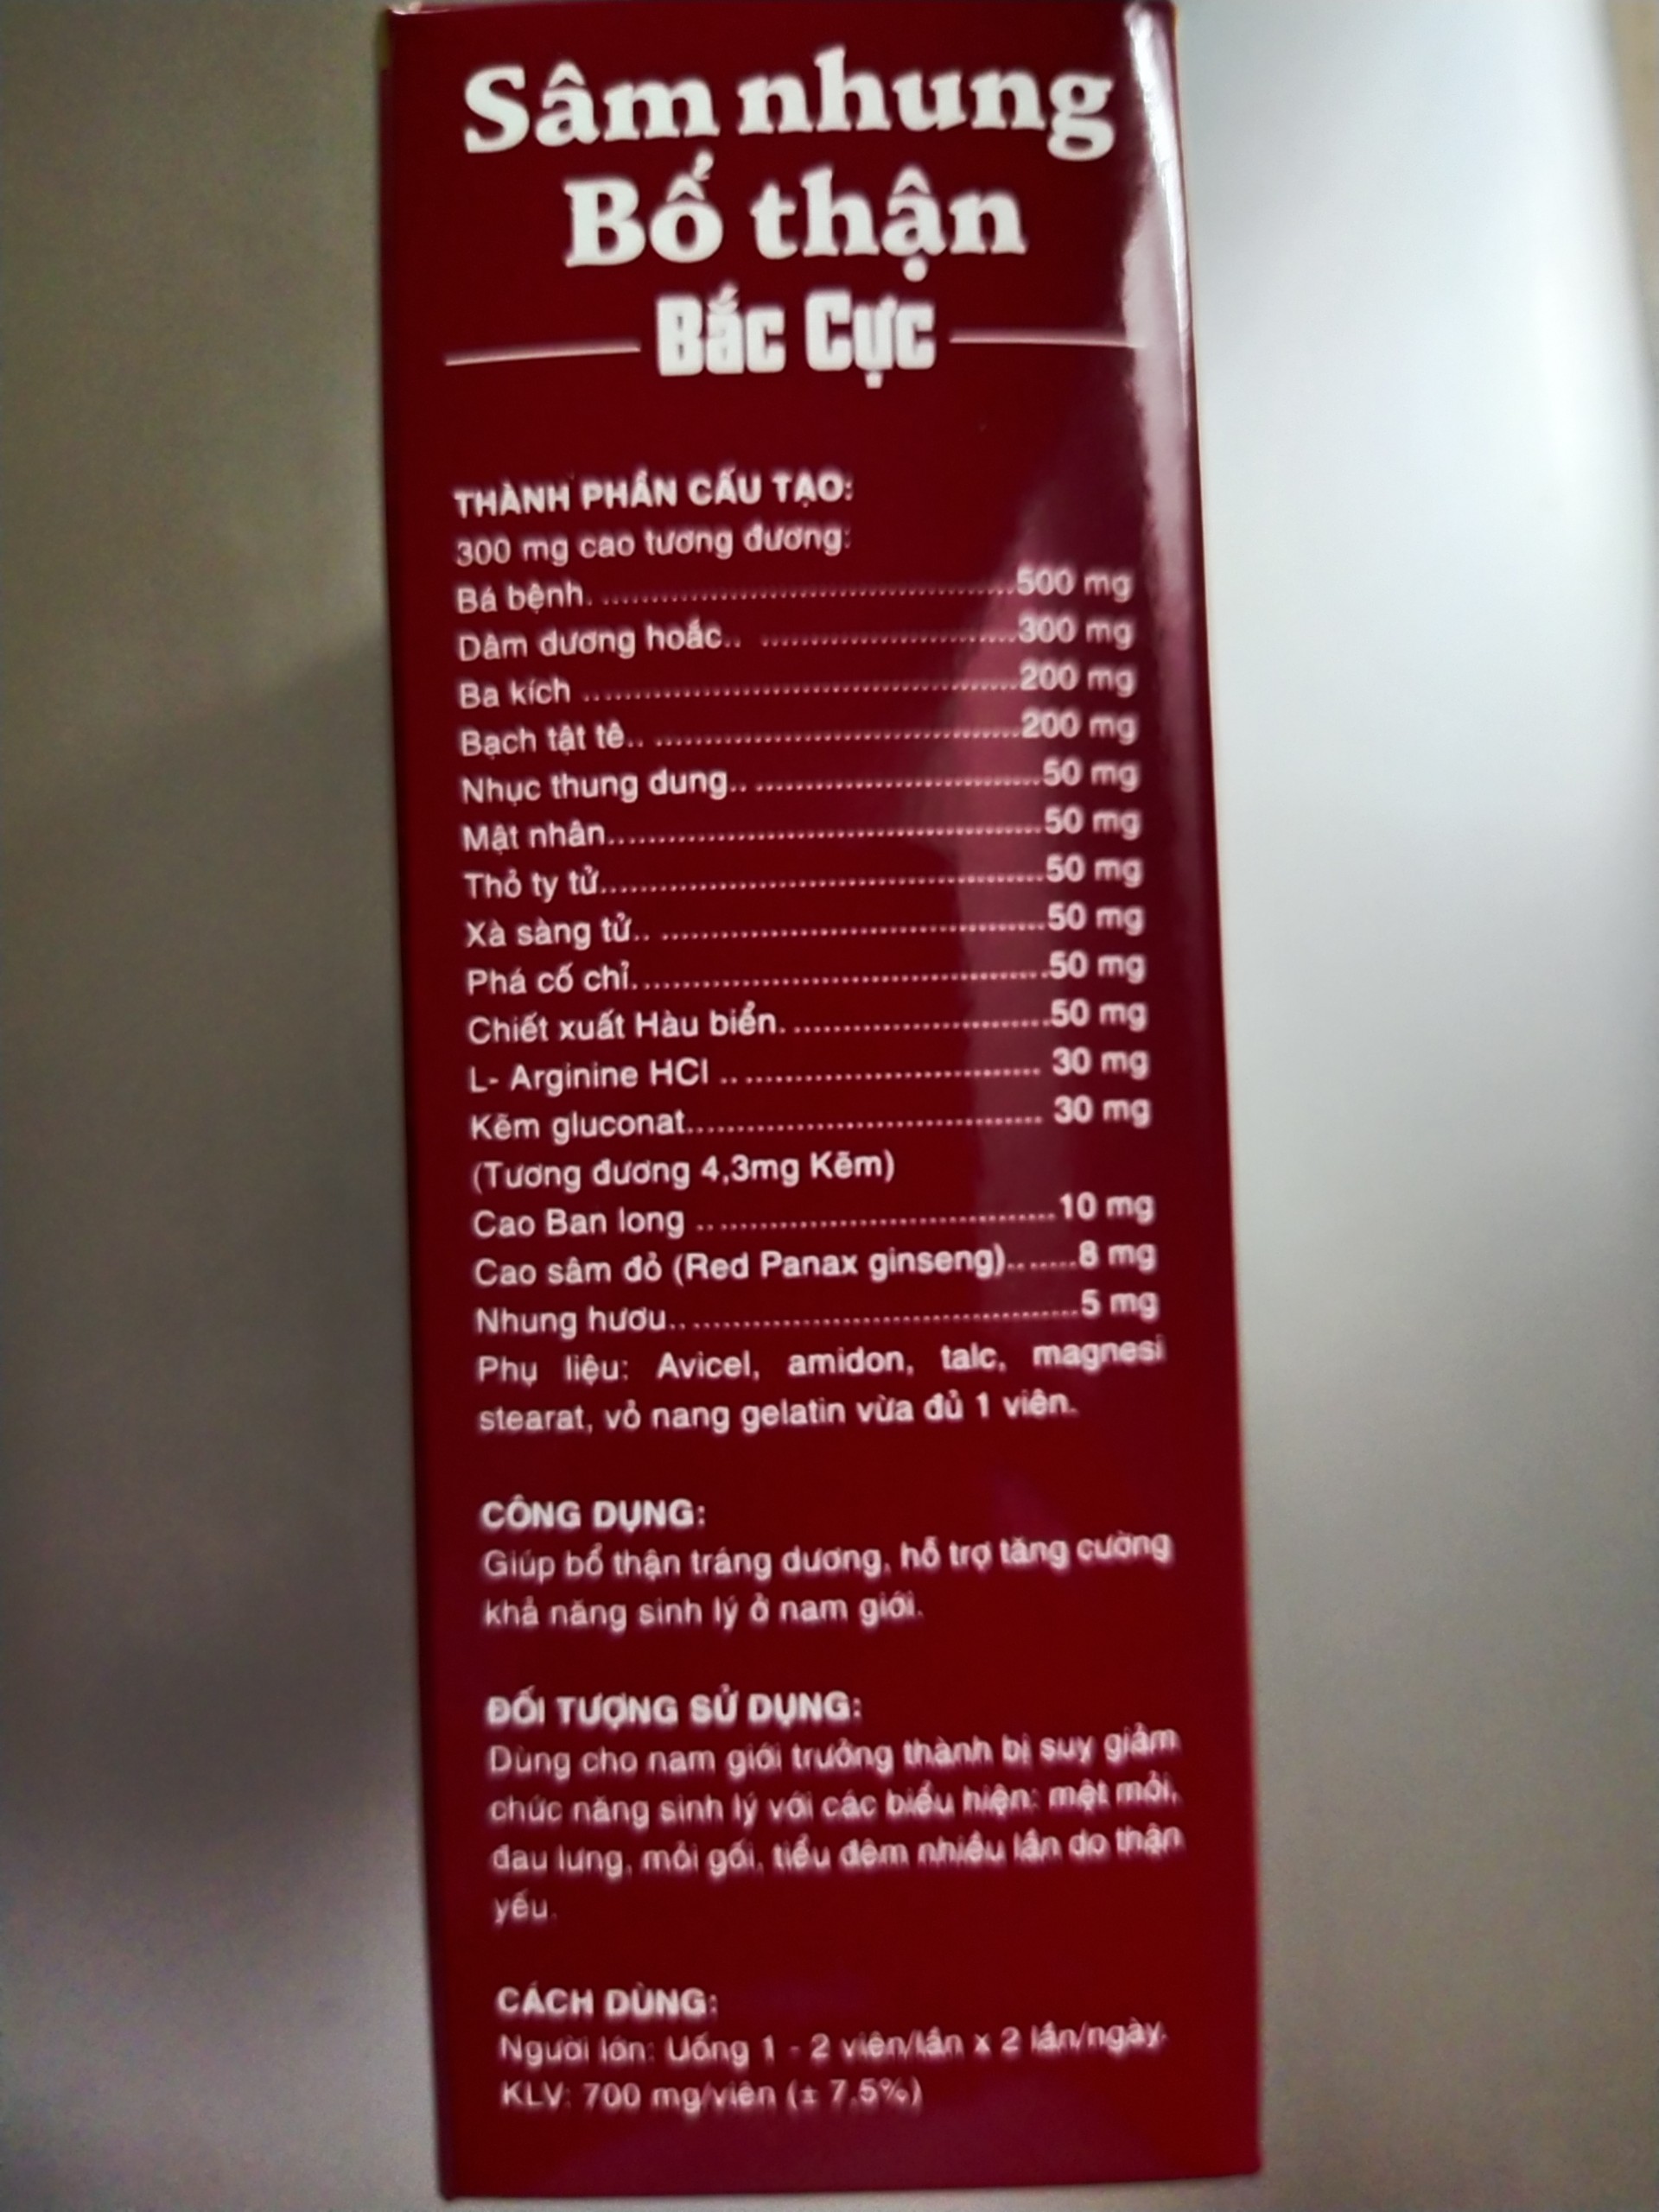 Sâm nhung
Bổ thận
Bắc Cực
THÀNH PHẦN CẤU TẠO:
300 mg cao tương đương:
Bá bệnh. ............................................500 mg
Dâm dương hoắc.. ...........................300 mg
Ba kích ..............................................200 mg
Bạch tật tê.. .......................................200 mg
Nhục thung dung.. ..............................50 mg
Mật nhân..............................................50 mg
Thỏ ty tử...............................................50 mg
Xà sàng tử.. .........................................50 mg
Phá cố chỉ............................................50 mg
Chiết xuất Hàu biển. ...........................50 mg
L- Arginine HCl .. ............................... 30 mg
Kẽm gluconat..................................... 30 mg
(Tương đương 4,3mg Kẽm)
Cao Ban long .....................................10 mg
Cao sâm đỏ (Red Panax ginseng).......8 mg
Nhung hươu.. ........................................5 mg
Phụ liệu: Avicel, amidon, talc, magnesi
stearat, vỏ nang gelatin vừa đủ 1 viên.
CÔNG DỤNG:
Giúp bổ thận tráng dương, hỗ trợ tăng cường
khả năng sinh lý ở nam giới.
ĐỐI TƯỢNG SỬ DỤNG:
Dùng cho nam giới trưởng thành bị suy giảm
chức năng sinh lý với các biểu hiện: mệt mỏi,
đau lưng, mỏi gối, tiểu đêm nhiều lần do thận
yếu.
CÁCH DÙNG:
Người lớn: Uống 1 - 2 viên/lần x 2 lần/ngày.
KLV: 700 mg/viên (± 7,5%)